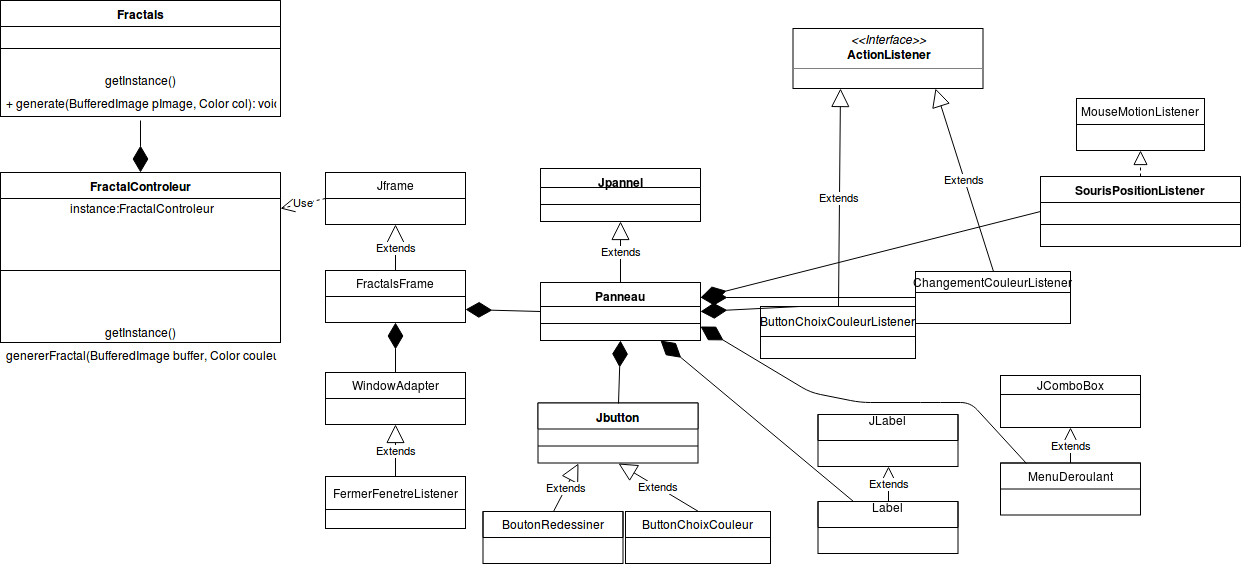 Fractals
getInstance()
+ generate(BufferedImage pImage, Color col): void
FractalControleur
instance:FractalControleur
getInstance()
genererFractal(BufferedImage buffer, Color couleu
Use
Jframe
Extends
FractalsFrame
WindowAdapter
Extends
FermerFenetreListener
Jpannel
Extends
Panneau
Jbutton
Extends
Extends
BoutonRedessiner
ButtonChoixCouleur
<<Interface>>
ActionListener
Extends
Extends
ChangementCouleurListener
ButtonChoixCouleurListener
MouseMotionListener
SourisPositionListener
JLabel
Extends
Label
JComboBox
Extends
MenuDeroulant